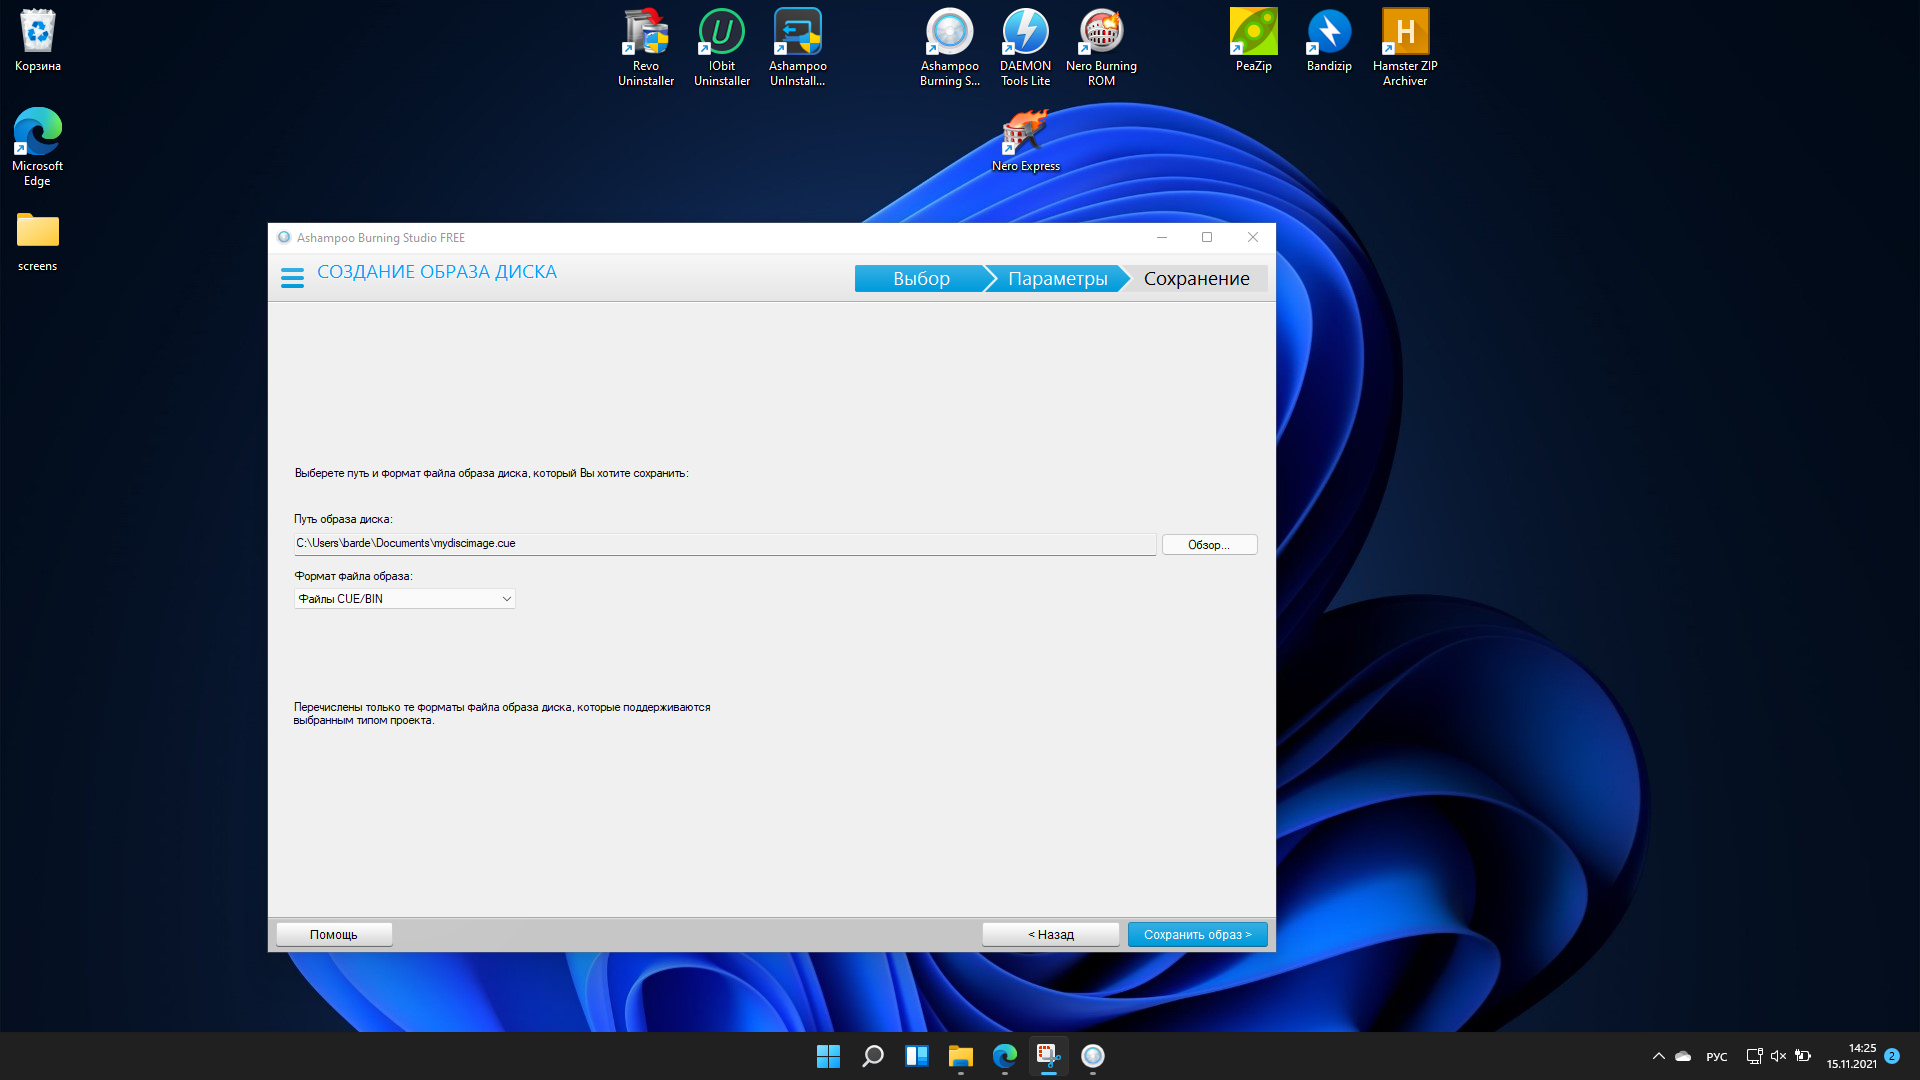 Корзина
Microsoft
Edge
screens
Revo
Uninstaller
IObit
Uninstaller
Ashampoo
UnInstall...
Ashampoo
Burning S...
DAEMON
Tools Lite
Nero Burning
ROM
PeaZip
Bandizip
H
Hamster ZIP
Archiver
Nero Express
Ashampoo Burning Studio FREE
СОЗДАНИЕ ОБРАЗА ДИСКА
Выбор
Параметры
Сохранение
Выберете путь и формат файла образа диска, который Вы хотите сохранить:
Путь образа диска:
C:\Users\barde\Documents\mydiscimage.cue
Обзор...
Формат файла образа:
Файлы CUE/BIN
Перечислены только те форматы файла образа диска, которые поддерживаются
выбранным типом проекта.
Помощь
< Назад
Сохранить образ >
РУС
14:25
15.11.2021
2